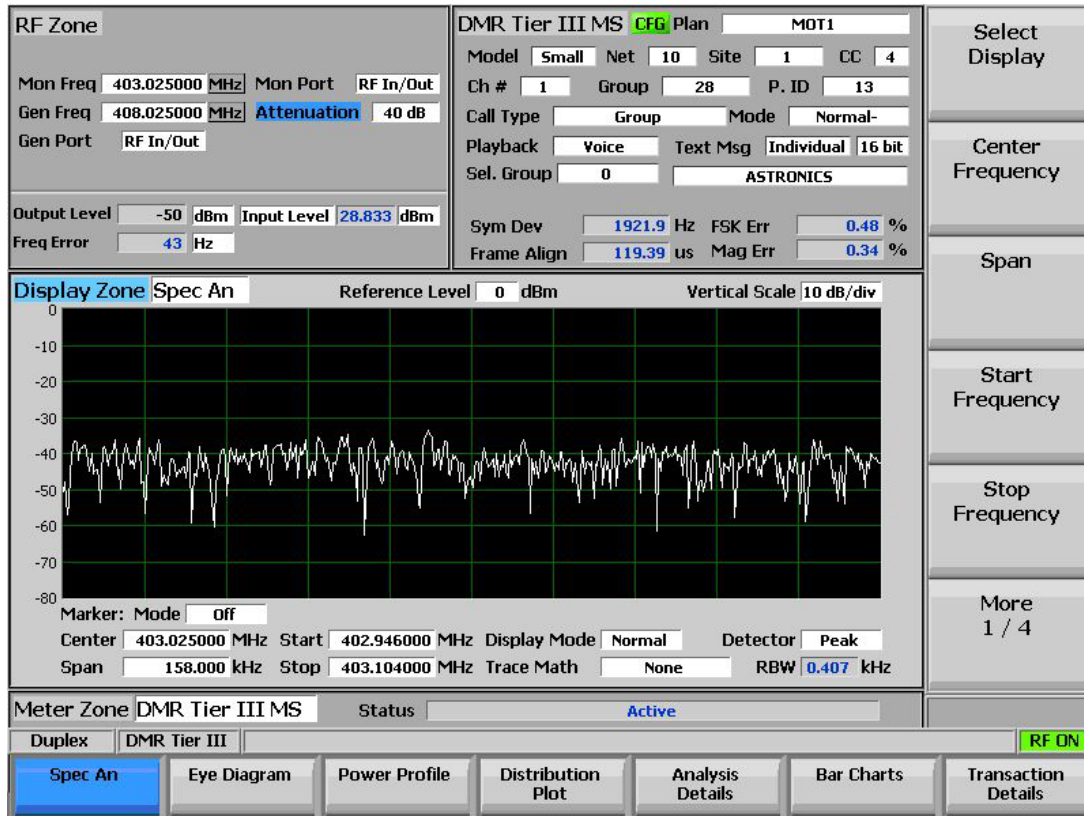 RF Zone
Mon Freq 403.025000 MHz Mon Port RF In/Out
Gen Freq 408.025000 MHz Attenuation 40 dB
Gen Port RF In/Out
Output Level -50 dBm Input Level 28.833 dBm
Freq Error 43 Hz
DMR Tier III MS CFG Plan MOT1
Model Small Net 10 Site 1 CC 4
Ch # 1 Group 28 P. ID 13
Call Type Group Mode Normal-
Playback Voice Text Msg Individual 16 bit
Sel. Group 0 ASTRONICS
Sym Dev 1921.9 Hz FSK Err 0.48 %
Frame Align 119.39 us Mag Err 0.34 %
Select
Display
Center
Frequency
Span
Start
Frequency
Stop
Frequency
More
1 / 4
Display Zone Spec An Reference Level 0 dBm Vertical Scale 10 dB/div
0
-10
-20
-30
-40
-50
-60
-70
-80
Marker: Mode Off
Center 403.025000 MHz Start 402.946000 MHz Display Mode Normal Detector Peak
Span 158.000 kHz Stop 403.104000 MHz Trace Math None RBW 0.407 kHz
Meter Zone DMR Tier III MS Status Active
Duplex DMR Tier III RF ON
Spec An
Eye Diagram
Power Profile
Distribution
Plot
Analysis
Details
Bar Charts
Transaction
Details